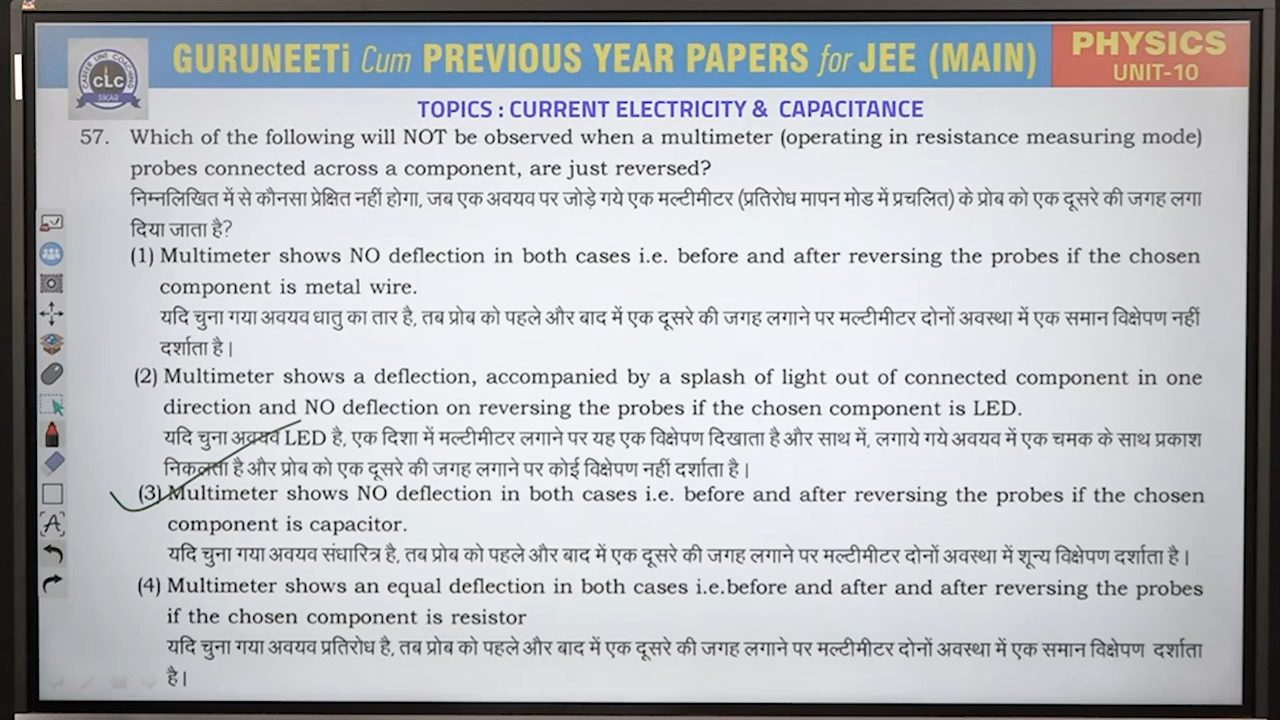 GURUNEETi Cum PREVIOUS YEAR PAPERS for JEE (MAIN)
PHYSICS
UNIT-10
CLC
SIKAR
TOPICS : CURRENT ELECTRICITY & CAPACITANCE
57. Which of the following will NOT be observed when a multimeter (operating in resistance measuring mode)
probes connected across a component, are just reversed?
निम्नलिखित में से कौनसा प्रेक्षित नहीं होगा, जब एक अवयव पर जोड़े गये एक मल्टीमीटर (प्रतिरोध मापन मोड में प्रचलित) के प्रोब को एक दूसरे की जगह लगा
दिया जाता है?
(1) Multimeter shows NO deflection in both cases i.e. before and after reversing the probes if the chosen
component is metal wire.
यदि चुना गया अवयव धातु का तार है, तब प्रोब को पहले और बाद में एक दूसरे की जगह लगाने पर मल्टीमीटर दोनों अवस्था में एक समान विक्षेपण नहीं
दर्शाता है।
(2) Multimeter shows a deflection, accompanied by a splash of light out of connected component in one
direction and NO deflection on reversing the probes if the chosen component is LED.
यदि चुना अवयव LED है, एक दिशा में मल्टीमीटर लगाने पर यह एक विक्षेपण दिखाता है और साथ में, लगाये गये अवयव में एक चमक के साथ प्रकाश
निकलता है और प्रोब को एक दूसरे की जगह लगाने पर कोई विक्षेपण नहीं दर्शाता है।
(3) Multimeter shows NO deflection in both cases i.e. before and after reversing the probes if the chosen
component is capacitor.
यदि चुना गया अवयव संधारित्र है, तब प्रोब को पहले और बाद में एक दूसरे की जगह लगाने पर मल्टीमीटर दोनों अवस्था में शून्य विक्षेपण दर्शाता है।
(4) Multimeter shows an equal deflection in both cases i.e.before and after and after reversing the probes
if the chosen component is resistor
यदि चुना गया अवयव प्रतिरोध है, तब प्रोब को पहले और बाद में एक दूसरे की जगह लगाने पर मल्टीमीटर दोनों अवस्था में एक समान विक्षेपण दर्शाता
है।